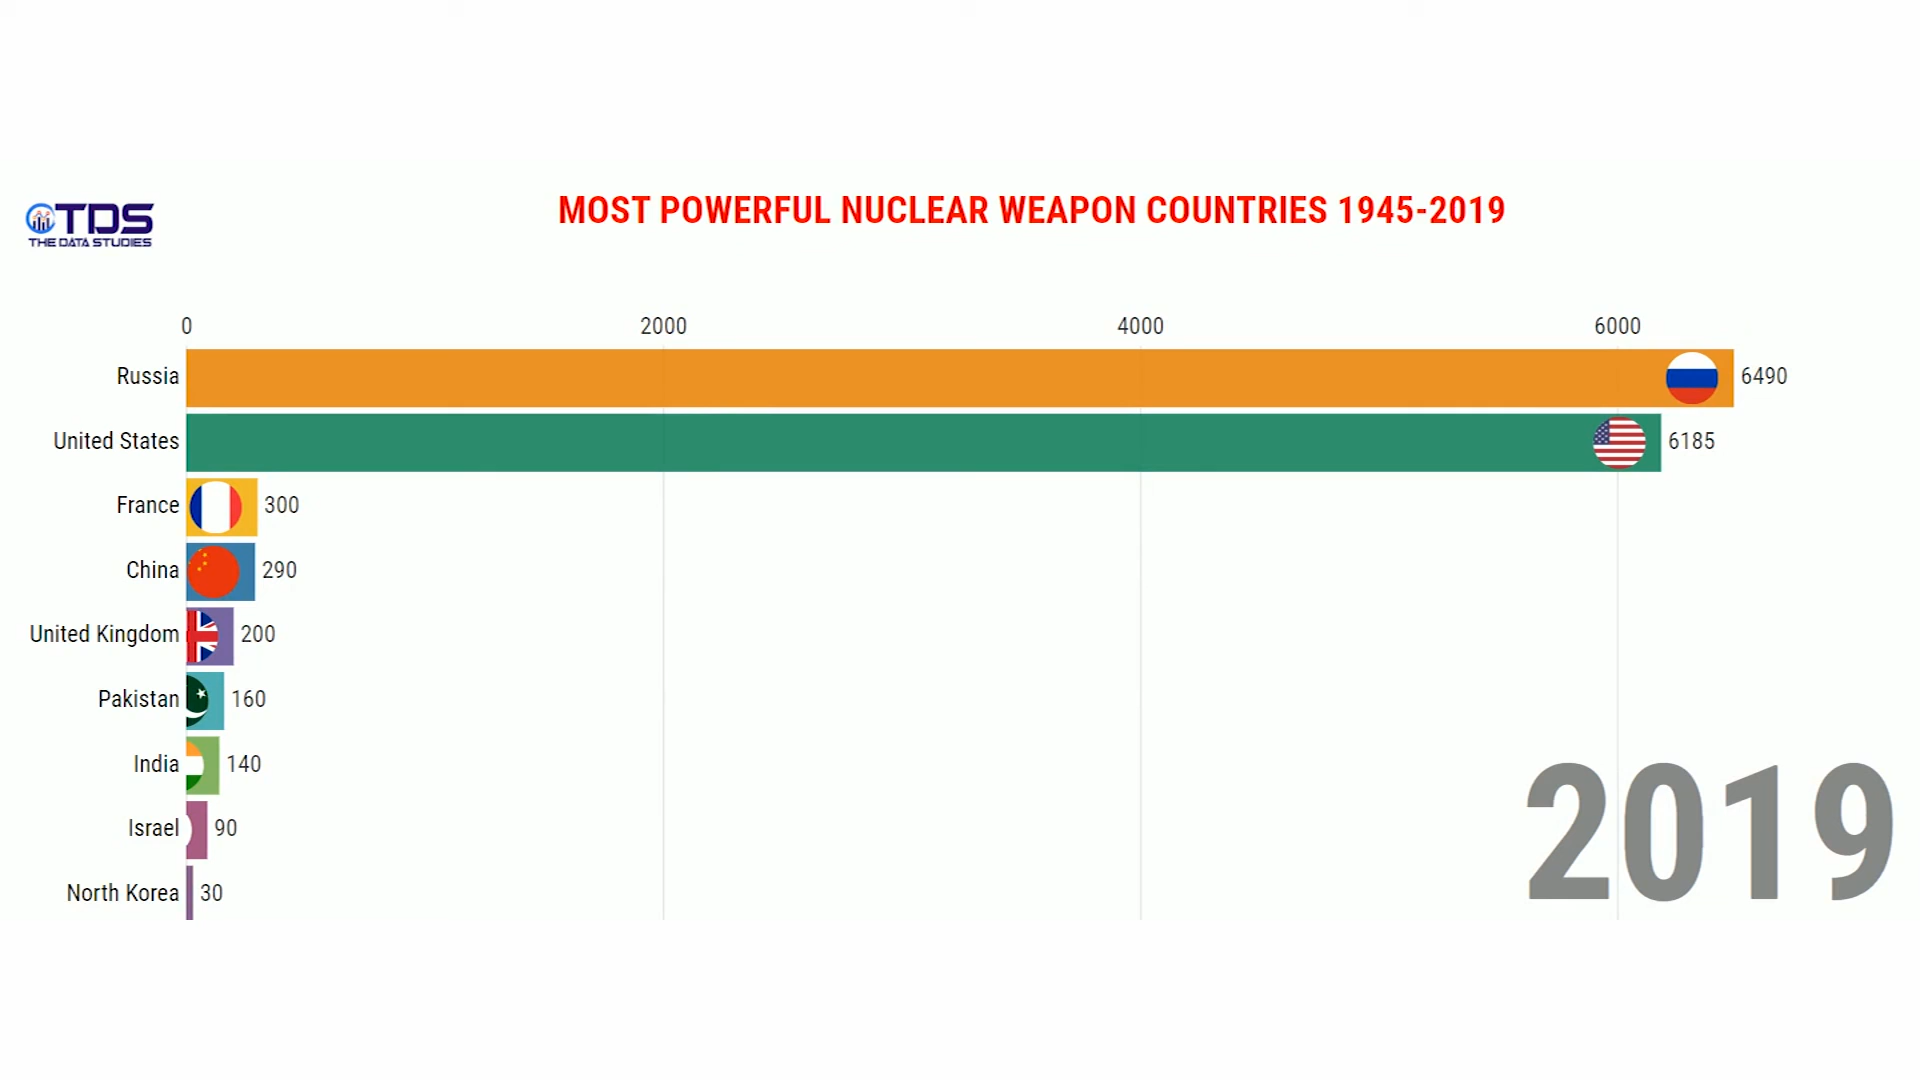 TDS
THE DATA STUDIES
MOST POWERFUL NUCLEAR WEAPON COUNTRIES 1945-2019
0 2000 4000 6000
Russia 6490
United States 6185
France 300
China 290
United Kingdom 200
Pakistan 160
India 140
Israel 90
North Korea 30
2019